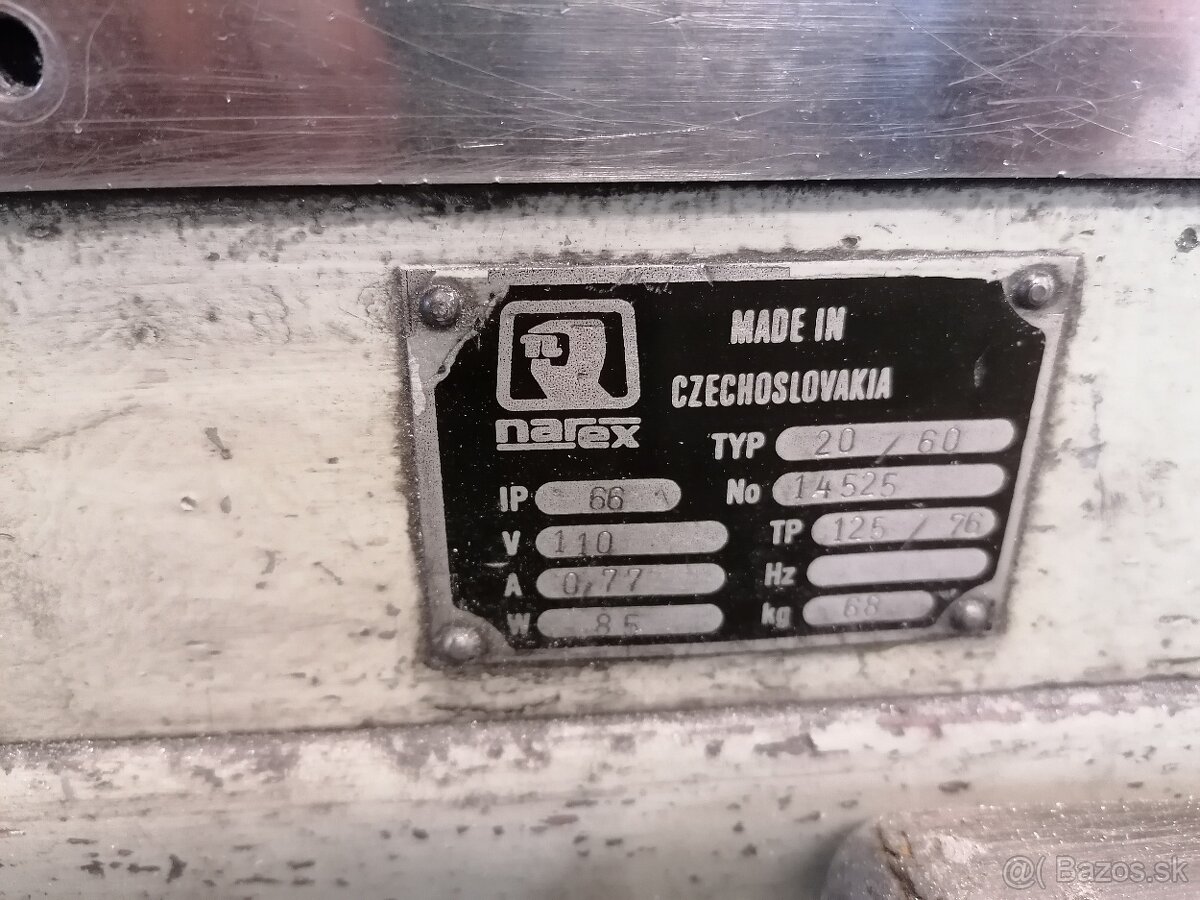 n
narex
MADE IN
CZECHOSLOVAKIA
TYP 20 / 60
IP 66
No 14525
V 110
TP 125 / 76
A 0,77
Hz
W 85
kg 68
@( Bazos.sk